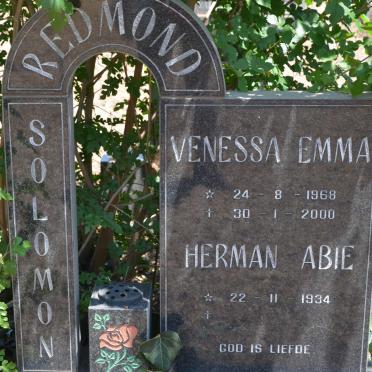 REDMOND
SOLOMON
VENESSA EMMA
☆ 24 - 8 - 1968
† 30 - 1 - 2000
HERMAN ABIE
☆ 22 - 11 - 1934
†
GOD IS LIEFDE